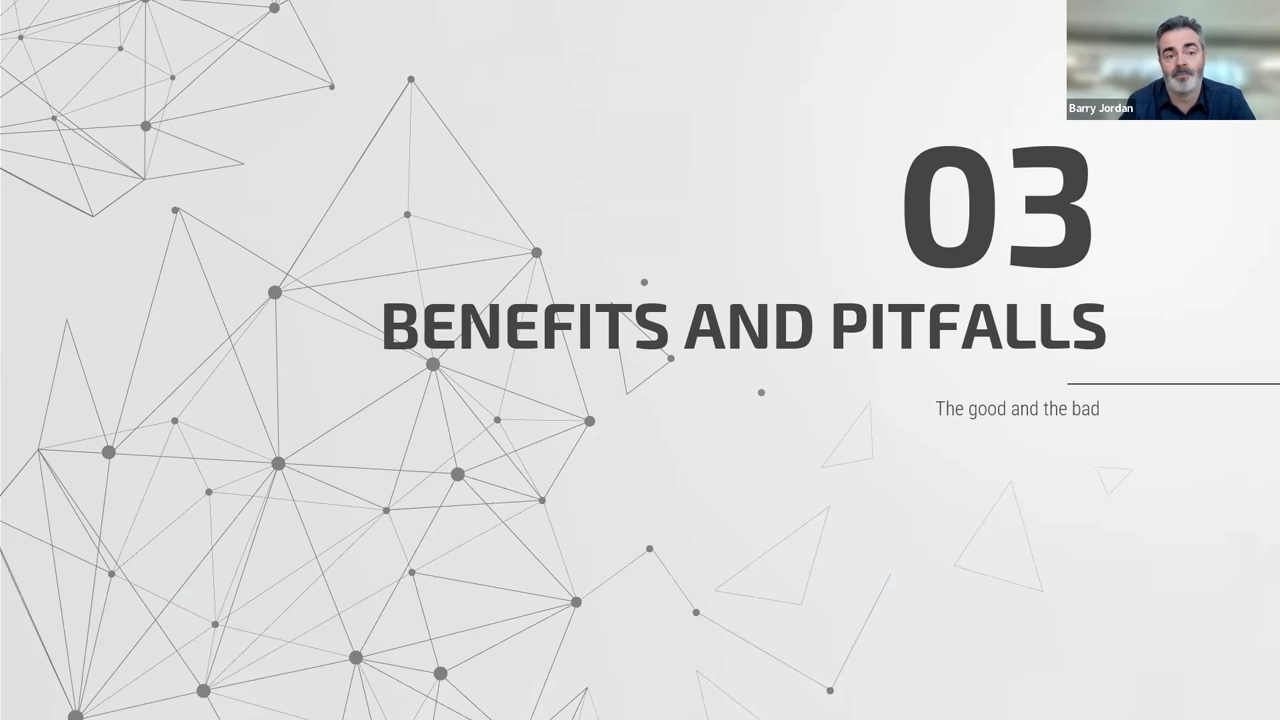 Barry Jordan
03
BENEFITS AND PITFALLS
The good and the bad